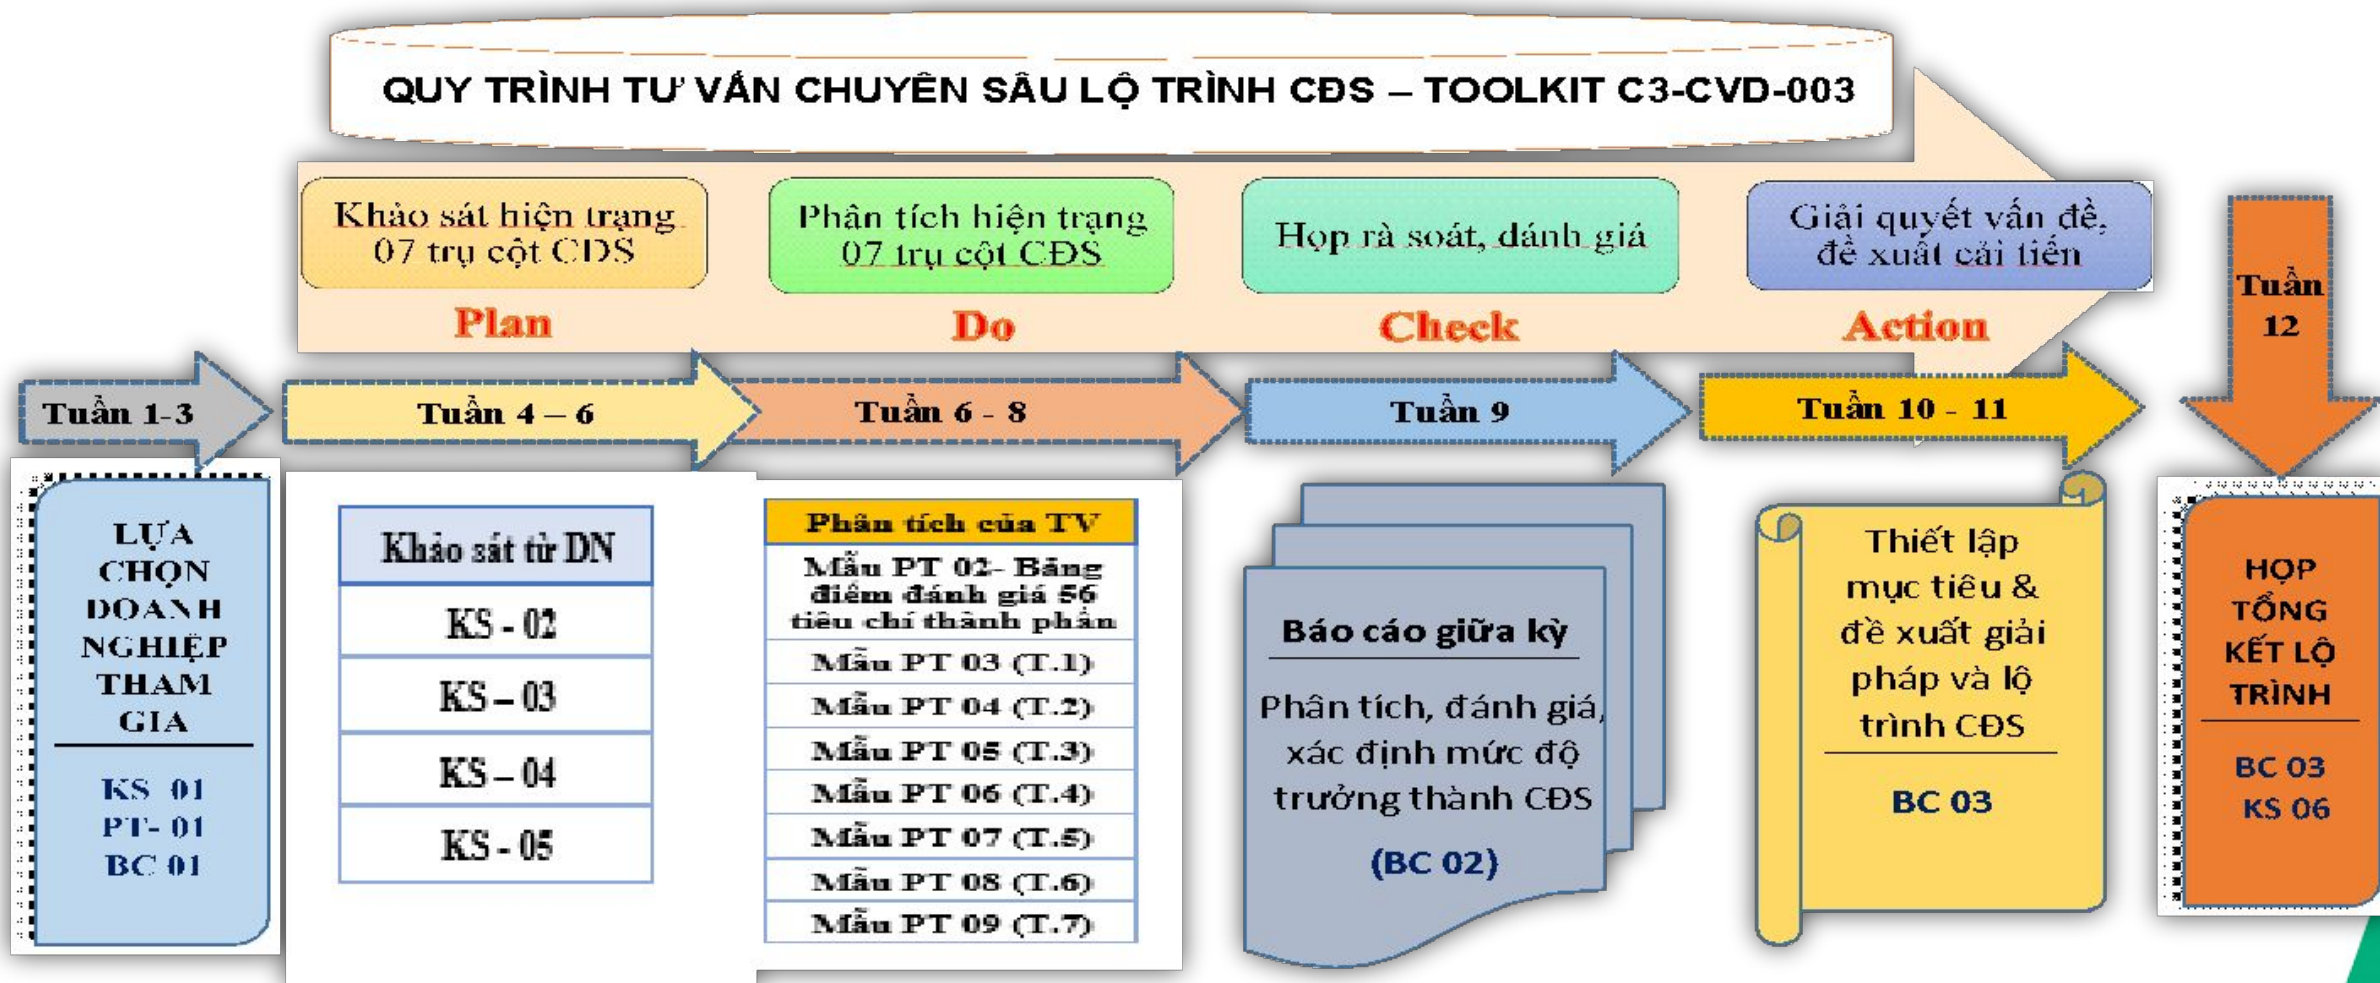 QUY TRÌNH TƯ VẤN CHUYÊN SÂU LỘ TRÌNH CĐS – TOOLKIT C3-CVD-003
Khảo sát hiện trạng
07 trụ cột CDS
Plan
Phân tích hiện trạng
07 trụ cột CĐS
Do
Họp rà soát, dánh giá
Check
Giải quyết vấn đề,
đề xuất cải tiến
Action
Tuần
12
Tuần 1-3
Tuần 4 – 6
Tuần 6 - 8
Tuần 9
Tuần 10 - 11
LỰA
CHỌN
DOANH
NGHIỆP
THAM
GIA
KS 01
PT- 01
BC 01
Khảo sát từ DN
KS - 02
KS – 03
KS – 04
KS - 05
Phân tích của TV
Mẫu PT 02- Bảng
điểm đánh giá 56
tiêu chí thành phần
Mẫu PT 03 (T.1)
Mẫu PT 04 (T.2)
Mẫu PT 05 (T.3)
Mẫu PT 06 (T.4)
Mẫu PT 07 (T.5)
Mẫu PT 08 (T.6)
Mẫu PT 09 (T.7)
Báo cáo giữa kỳ
Phân tích, đánh giá,
xác định mức độ
trưởng thành CĐS
(BC 02)
Thiết lập
mục tiêu &
đề xuất giải
pháp và lộ
trình CĐS
BC 03
HỌP
TỔNG
KẾT LỘ
TRÌNH
BC 03
KS 06